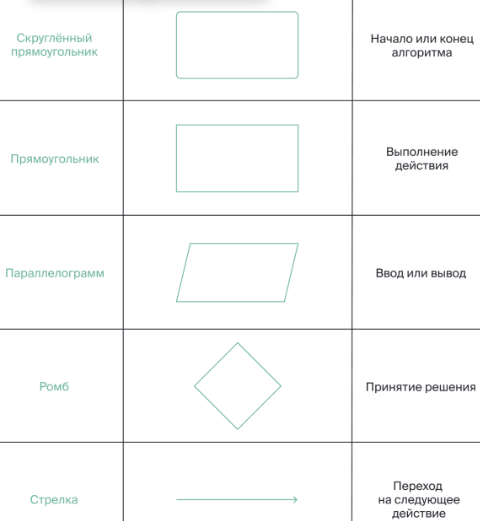 Скруглённый
прямоугольник
Начало или конец
алгоритма
Прямоугольник
Выполнение
действия
Параллелограмм
Ввод или вывод
Ромб
Принятие решения
Стрелка
Переход
на следующее
действие